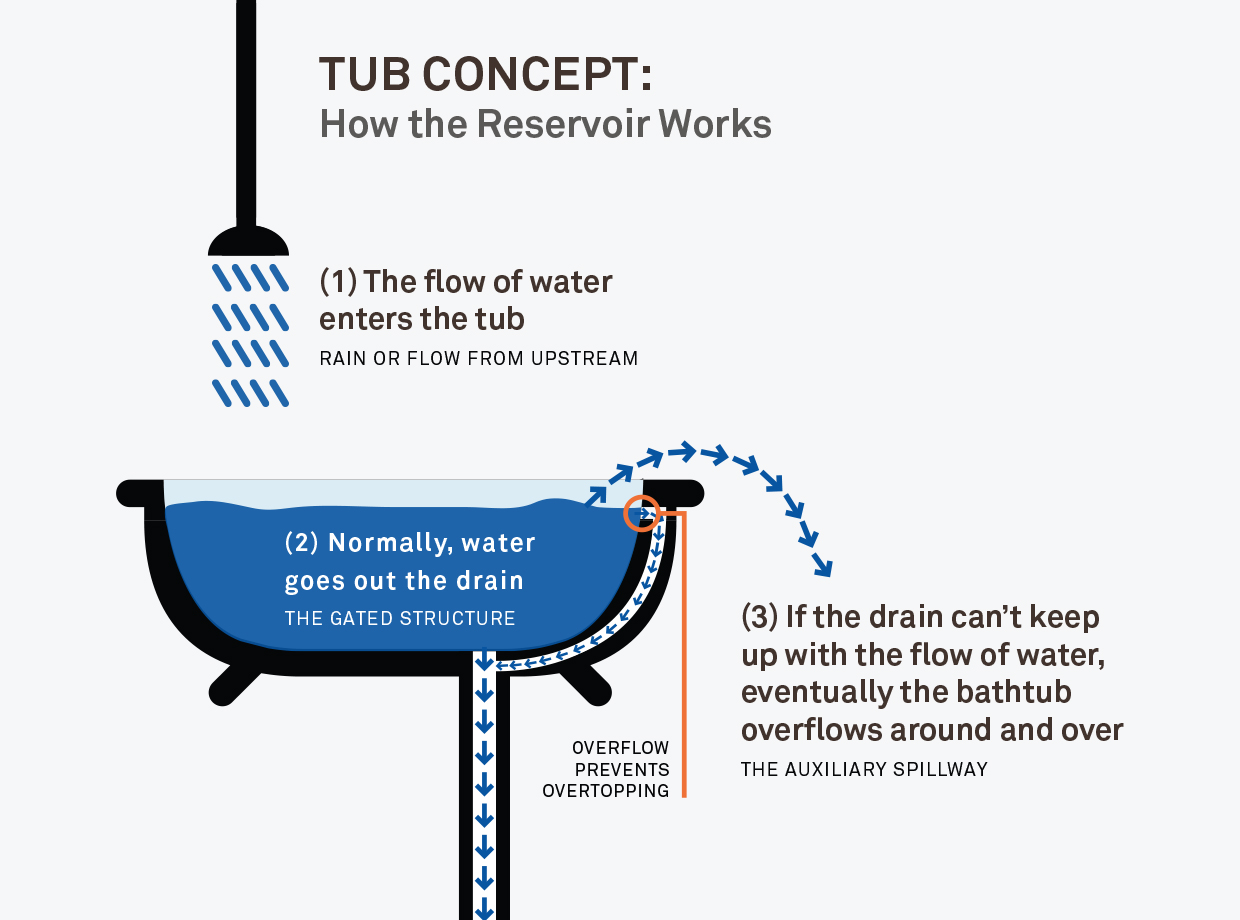 TUB CONCEPT:
How the Reservoir Works
(1) The flow of water
enters the tub
RAIN OR FLOW FROM UPSTREAM
(2) Normally, water
goes out the drain
THE GATED STRUCTURE
(3) If the drain can’t keep
up with the flow of water,
eventually the bathtub
overflows around and over
THE AUXILIARY SPILLWAY
OVERFLOW
PREVENTS
OVERTOPPING